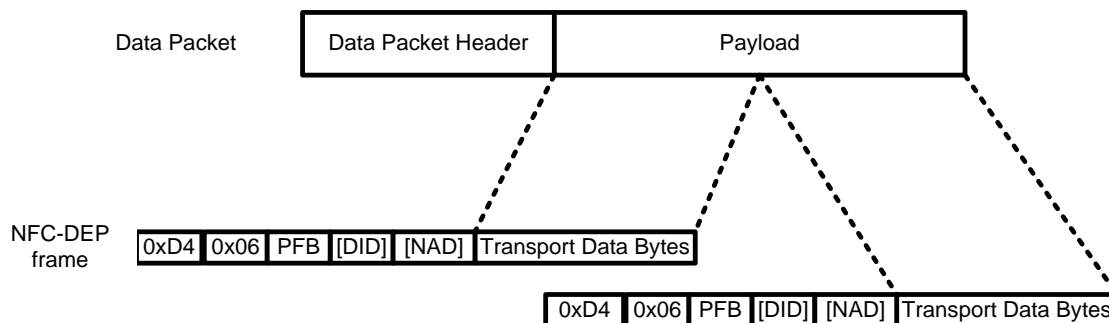 Data Packet Data Packet Header Payload
NFC-DEP
frame
0xD4 0x06 PFB [DID] [NAD] Transport Data Bytes
0xD4 0x06 PFB [DID] [NAD] Transport Data Bytes